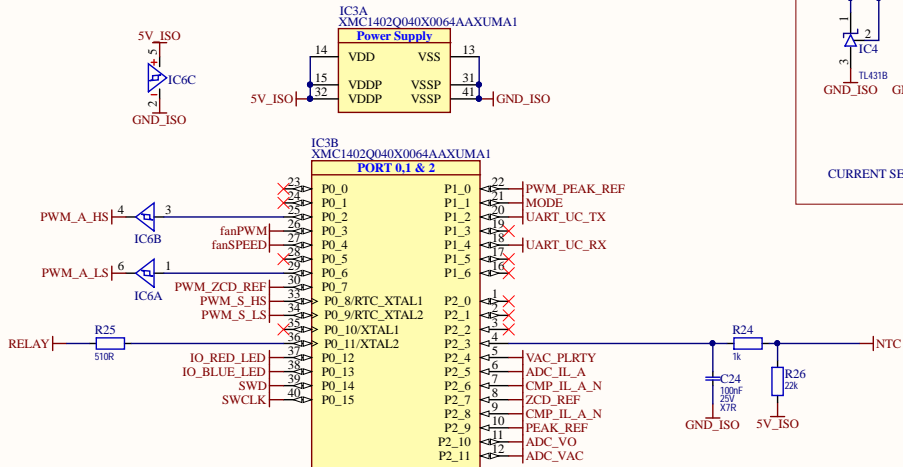 IC3A
XMC1402Q040X0064AAXUMA1
Power Supply
14 VDD VSS 13
15 VDDP VSSP 31
32 VDDP VSSP 41
5V_ISO
GND_ISO
5V_ISO
5
IC6C
2
GND_ISO
1
2
IC4
3
TL431B
GND_ISO
CURRENT SE
IC3B
XMC1402Q040X0064AAXUMA1
PORT 0,1 & 2
23 P0_0 P1_0 22 PWM_PEAK_REF
24 P0_1 P1_1 21 MODE
PWM_A_HS 4 3 25 P0_2 P1_2 20 UART_UC_TX
IC6B
fanPWM 26 P0_3 P1_3 19
fanSPEED 27 P0_4 P1_4 18 UART_UC_RX
28 P0_5 P1_5 17
PWM_A_LS 6 1 29 P0_6 P1_6 16
IC6A
PWM_ZCD_REF 30 P0_7
PWM_S_HS 33 P0_8/RTC_XTAL1 P2_0 1
PWM_S_LS 34 P0_9/RTC_XTAL2 P2_1 2
35 P0_10/XTAL1 P2_2 3
RELAY R25 510R 36 P0_11/XTAL2 P2_3 4 R24 1k NTC
IO_RED_LED 37 P0_12 P2_4 5 VAC_PLRTY
IO_BLUE_LED 38 P0_13 P2_5 6 ADC_IL_A
SWD 39 P0_14 P2_6 7 CMP_IL_A_N
SWCLK 40 P0_15 P2_7 8 ZCD_REF
P2_8 9 CMP_IL_A_N
P2_9 10 PEAK_REF
P2_10 11 ADC_VO
P2_11 12 ADC_VAC
C24
100nF
25V
X7R
GND_ISO
R26
22k
5V_ISO